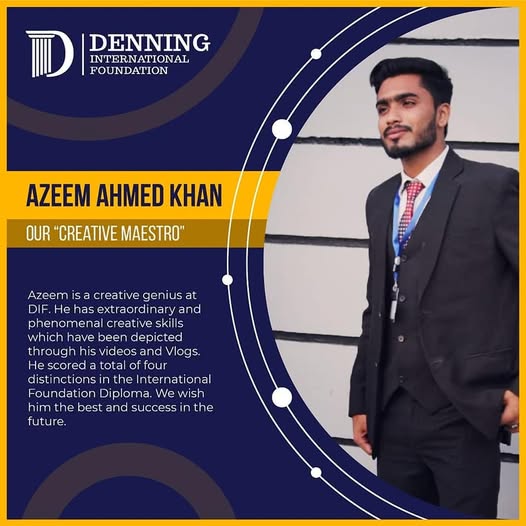 DENNING
INTERNATIONAL
FOUNDATION
AZEEM AHMED KHAN
OUR “CREATIVE MAESTRO”
Azeem is a creative genius at
DIF. He has extraordinary and
phenomenal creative skills
which have been depicted
through his videos and Vlogs.
He scored a total of four
distinctions in the International
Foundation Diploma. We wish
him the best and success in the
future.